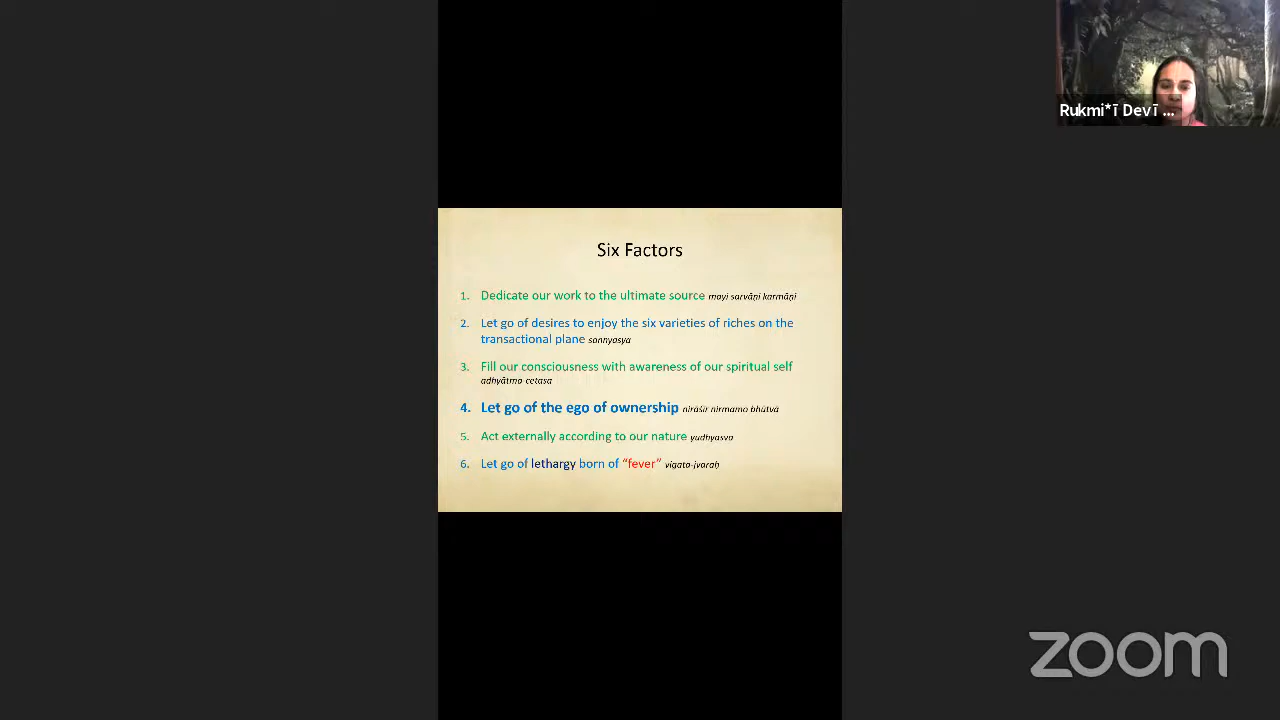 Rukmi*ī Devī ...
Six Factors
1. Dedicate our work to the ultimate source mayi sarvāṇi karmāṇi
2. Let go of desires to enjoy the six varieties of riches on the
transactional plane sannyasya
3. Fill our consciousness with awareness of our spiritual self
adhyātma-cetasa
4. Let go of the ego of ownership nirāśīr nirmamo bhūtvā
5. Act externally according to our nature yudhyasva
6. Let go of lethargy born of “fever” vigata-jvaraḥ
zoom